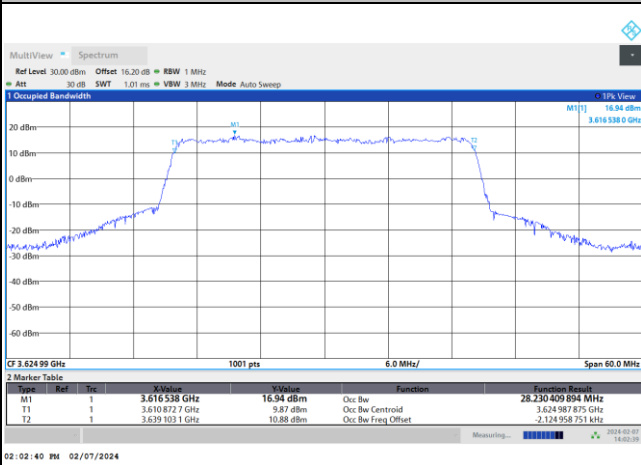 MultiView Spectrum
Ref Level 30.00 dBm Offset 16.20 dB RBW 1 MHz
Att 30 dB SWT 1.01 ms VBW 3 MHz Mode Auto Sweep
1 Occupied Bandwidth 1Pk View
M1[1] 16.94 dBm
3.616 538 0 GHz
M1
20 dBm
T1 T2
10 dBm
0 dBm
-10 dBm
-20 dBm
-30 dBm
-40 dBm
-50 dBm
-60 dBm
CF 3.624 99 GHz 1001 pts 6.0 MHz/ Span 60.0 MHz
2 Marker Table
Type Ref Trc X-Value Y-Value Function Function Result
M1 1 3.616 538 GHz 16.94 dBm Occ Bw 28.230 409 894 MHz
T1 1 3.610 872 7 GHz 9.87 dBm Occ Bw Centroid 3.624 987 875 GHz
T2 1 3.639 103 1 GHz 10.88 dBm Occ Bw Freq Offset -2.124 958 751 kHz
Measuring... 2024-02-07
14:02:39
02:02:40 PM 02/07/2024